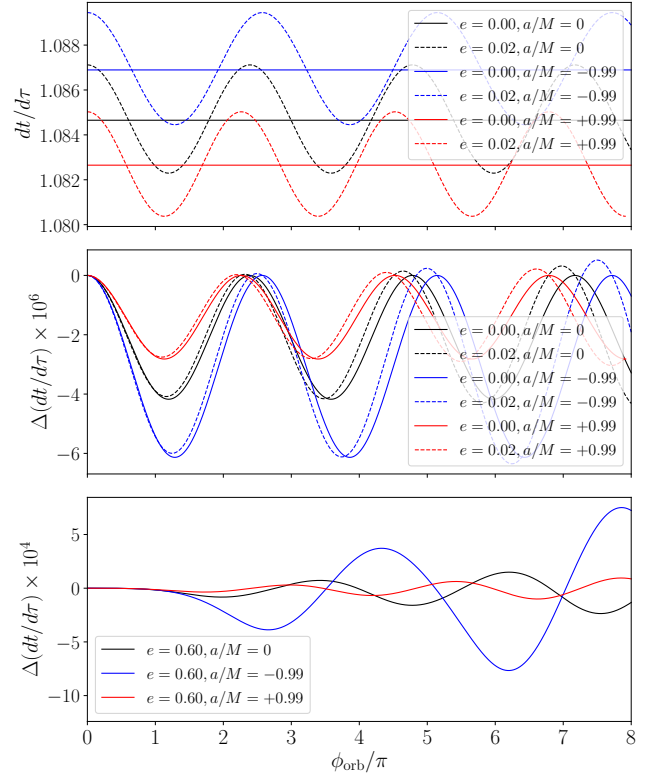 1.088
1.086
1.084
1.082
1.080
dt/dτ
e = 0.00, a/M = 0
e = 0.02, a/M = 0
e = 0.00, a/M = −0.99
e = 0.02, a/M = −0.99
e = 0.00, a/M = +0.99
e = 0.02, a/M = +0.99
0
−2
−4
−6
Δ(dt/dτ) × 10⁶
e = 0.00, a/M = 0
e = 0.02, a/M = 0
e = 0.00, a/M = −0.99
e = 0.02, a/M = −0.99
e = 0.00, a/M = +0.99
e = 0.02, a/M = +0.99
5
0
−5
−10
Δ(dt/dτ) × 10⁴
e = 0.60, a/M = 0
e = 0.60, a/M = −0.99
e = 0.60, a/M = +0.99
0 1 2 3 4 5 6 7 8
ϕorb/π